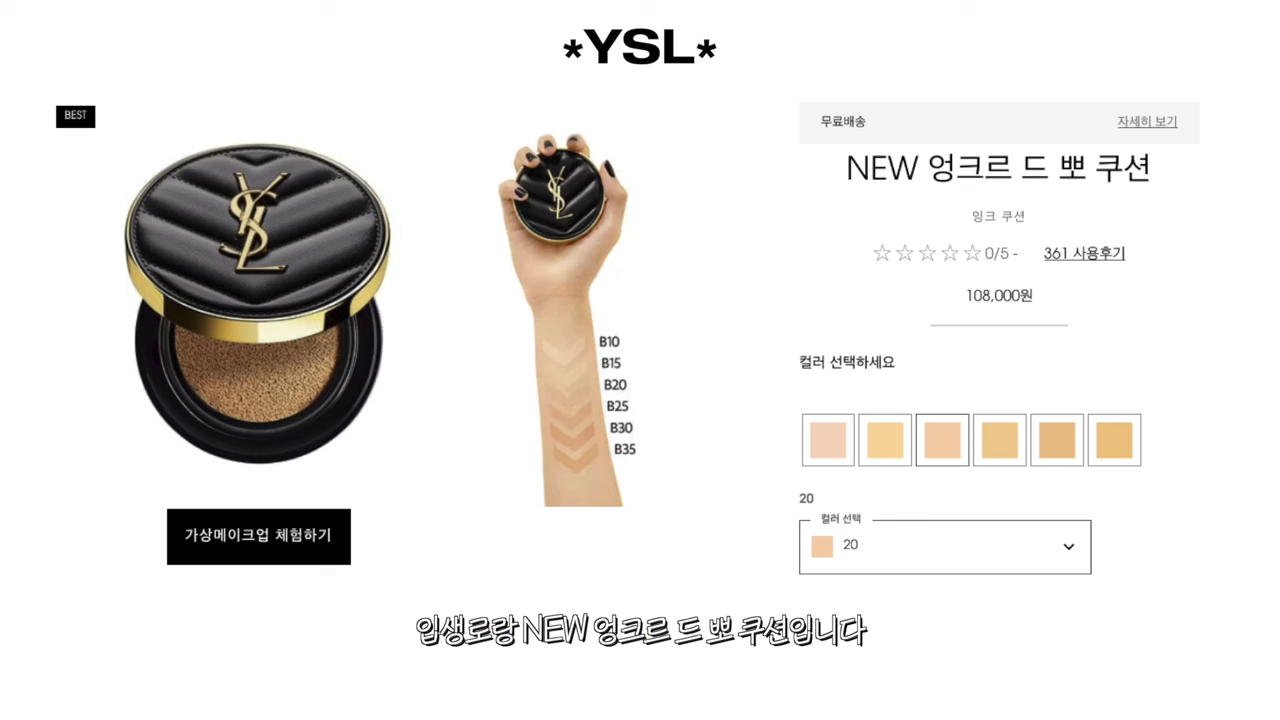 *YSL*
BEST
무료배송
자세히 보기
NEW 엉크르 드 뽀 쿠션
잉크 쿠션
☆☆☆☆☆ 0/5 - 361 사용후기
108,000원
B10
B15
B20
B25
B30
B35
컬러 선택하세요
20
컬러 선택
20
가상메이크업 체험하기
입생로랑 NEW 엉크르 드 뽀 쿠션입니다